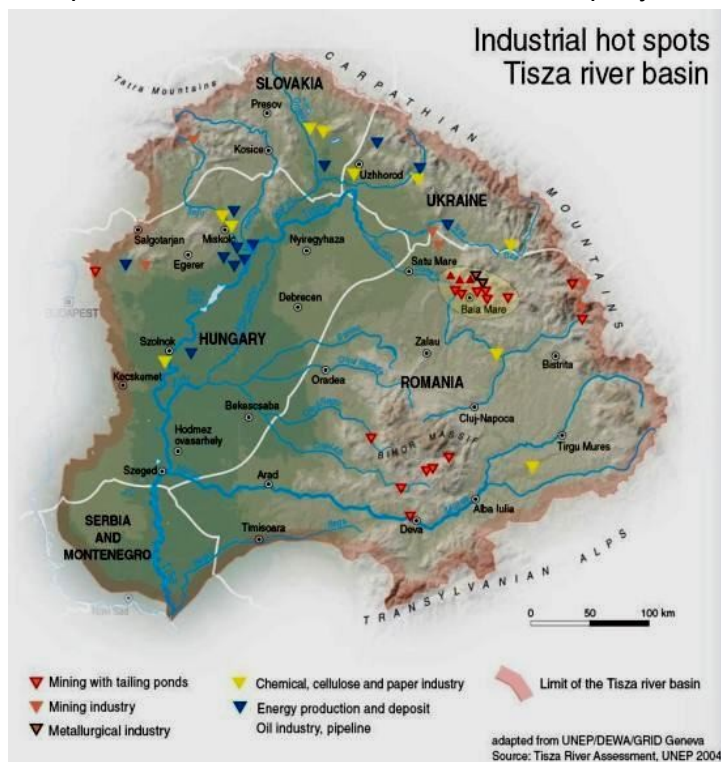 Industrial hot spots
Tisza river basin
CARPATHIAN
MOUNTAINS
Tatra Mountains
SLOVAKIA
Presov
Kosice
Uzhhorod
UKRAINE
Salgotarjan
Miskolc
Egerer
Nyiregyhaza
Satu Mare
BUDAPEST
Debrecen
Baia Mare
HUNGARY
Szolnok
Zalau
Bistrita
Kecskemet
Oradea
ROMANIA
Bekescsaba
Cluj-Napoca
Hodmez
ovasarhely
BIHOR MASSIF
Tirgu Mures
Szeged
Arad
Alba Iulia
SERBIA
AND
MONTENEGRO
Timisoara
Deva
TRANSYLVANIAN ALPS
0 50 100 km
Mining with tailing ponds
Mining industry
Metallurgical industry
Chemical, cellulose and paper industry
Energy production and deposit
Oil industry, pipeline
Limit of the Tisza river basin
adapted from UNEP/DEWA/GRID Geneva
Source: Tisza River Assessment, UNEP 2004